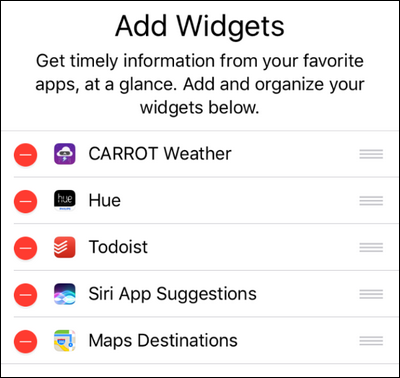 Add Widgets
Get timely information from your favorite
apps, at a glance. Add and organize your
widgets below.
CARROT Weather
hue
Hue
Todoist
Siri App Suggestions
Maps Destinations